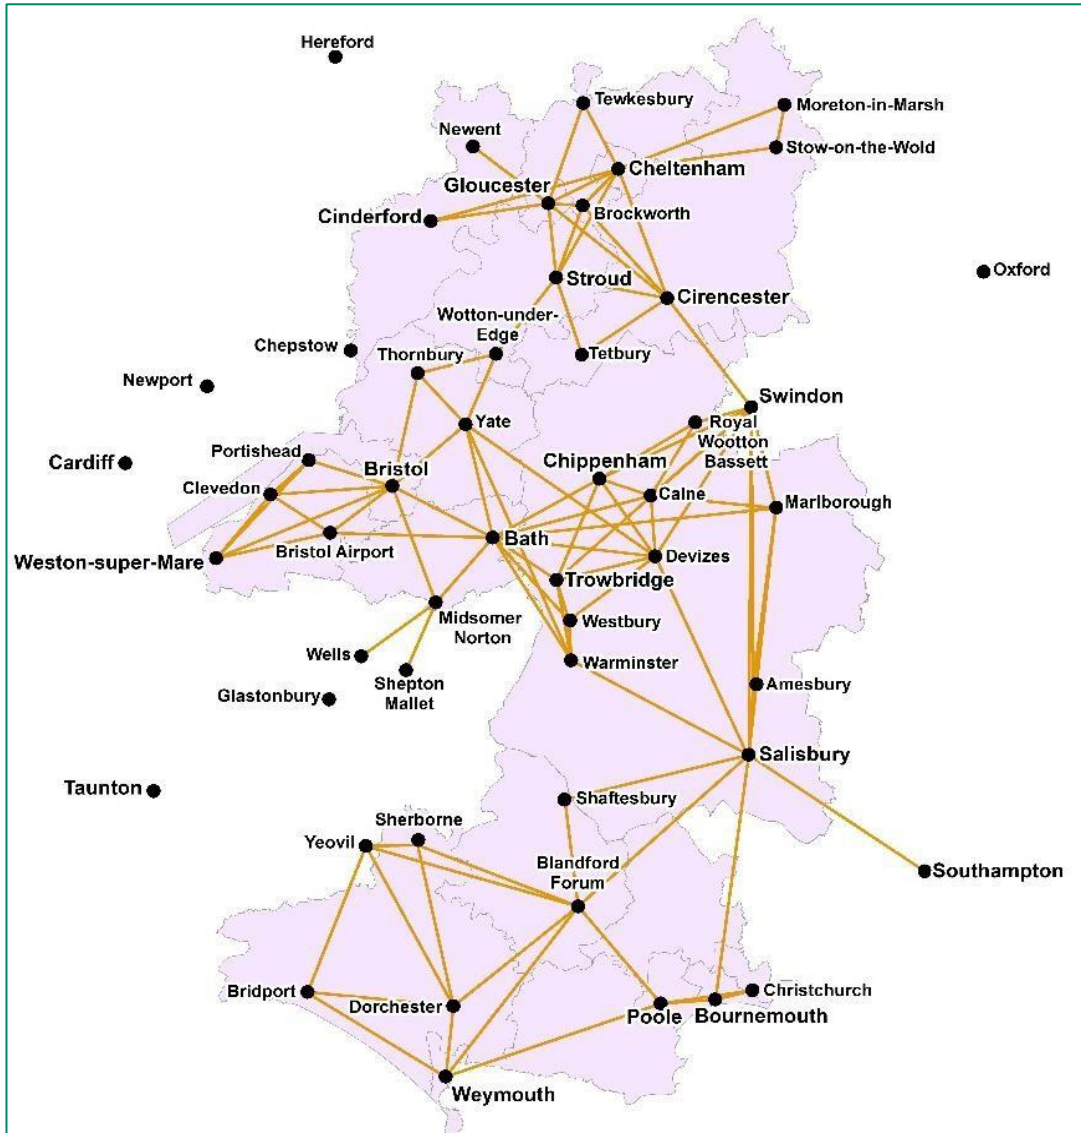 Hereford
Tewkesbury
Moreton-in-Marsh
Newent
Stow-on-the-Wold
Cheltenham
Gloucester
Brockworth
Cinderford
Oxford
Stroud
Cirencester
Wotton-under-
Edge
Chepstow
Thornbury
Tetbury
Newport
Swindon
Yate
Royal
Wootton
Bassett
Portishead
Cardiff
Bristol
Chippenham
Clevedon
Calne
Marlborough
Bath
Bristol Airport
Devizes
Weston-super-Mare
Trowbridge
Midsomer
Norton
Westbury
Wells
Warminster
Shepton
Mallet
Glastonbury
Amesbury
Salisbury
Taunton
Shaftesbury
Sherborne
Yeovil
Blandford
Forum
Southampton
Bridport
Dorchester
Christchurch
Poole
Bournemouth
Weymouth